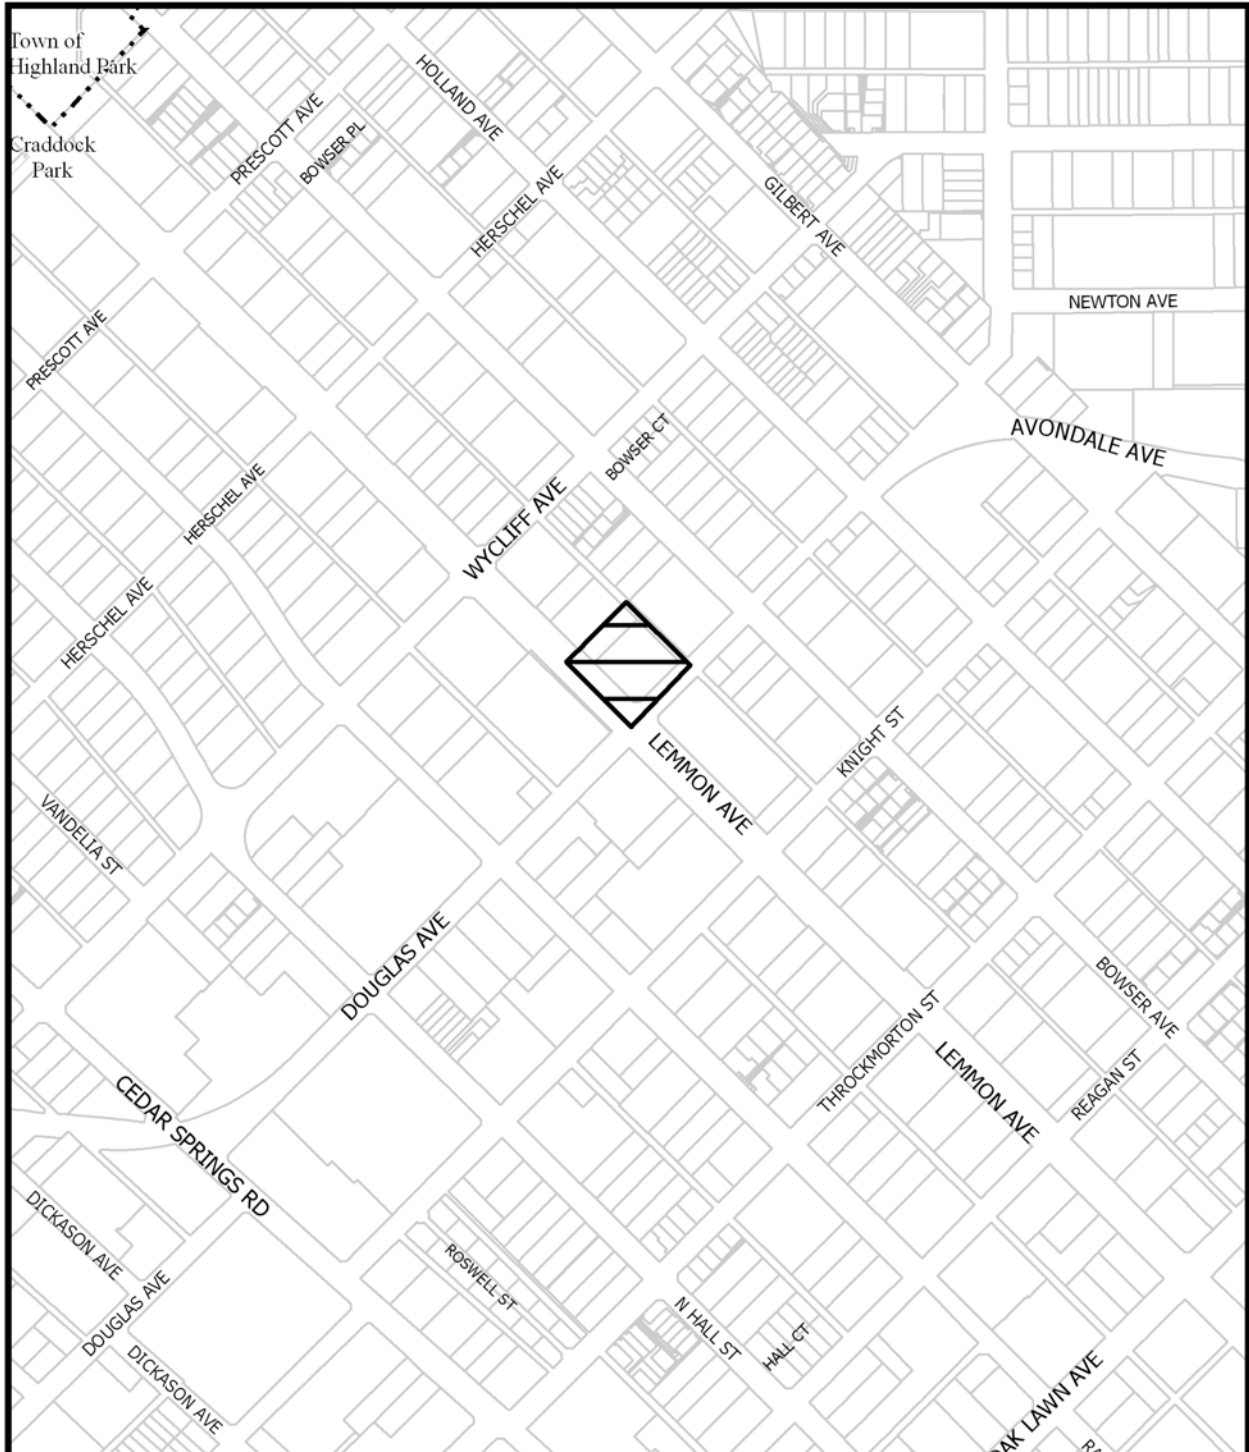 Town of
Highland Park
HOLLAND AVE
PRESCOTT AVE
BOWSER PL
Craddock
Park
HERSCHEL AVE
GILBERT AVE
NEWTON AVE
PRESCOTT AVE
AVONDALE AVE
BOWSER CT
HERSCHEL AVE
WYCLIFF AVE
HERSCHEL AVE
KNIGHT ST
LEMMON AVE
VANDELIA ST
DOUGLAS AVE
BOWSER AVE
THROCKMORTON ST
LEMMON AVE
REAGAN ST
CEDAR SPRINGS RD
DICKASON AVE
ROSWELL ST
DOUGLAS AVE
N HALL ST
HALL CT
DICKASON AVE
OAK LAWN AVE